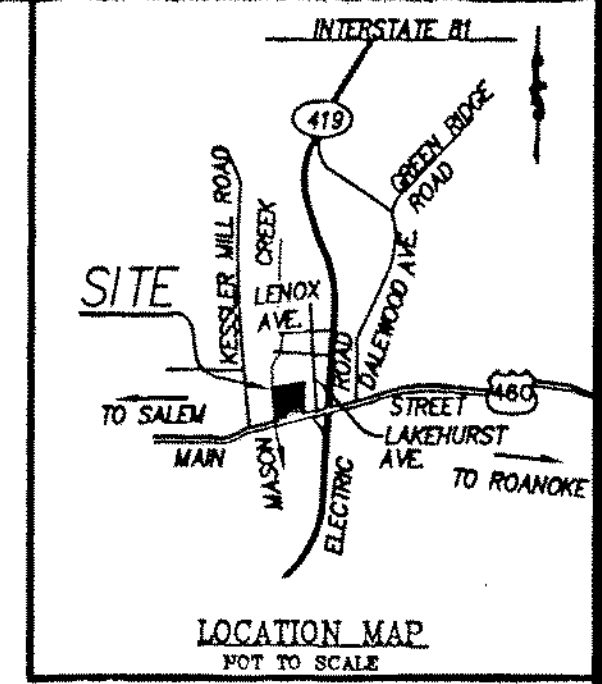 INTERSTATE 81
419
GREEN RIDGE
ROAD
KESSLER MILL ROAD
CREEK
SITE
LENOX
AVE.
ROAD
DALEWOOD AVE.
460
TO SALEM
STREET
LAKEHURST
AVE.
MAIN
MASON
ELECTRIC
TO ROANOKE
LOCATION MAP
NOT TO SCALE